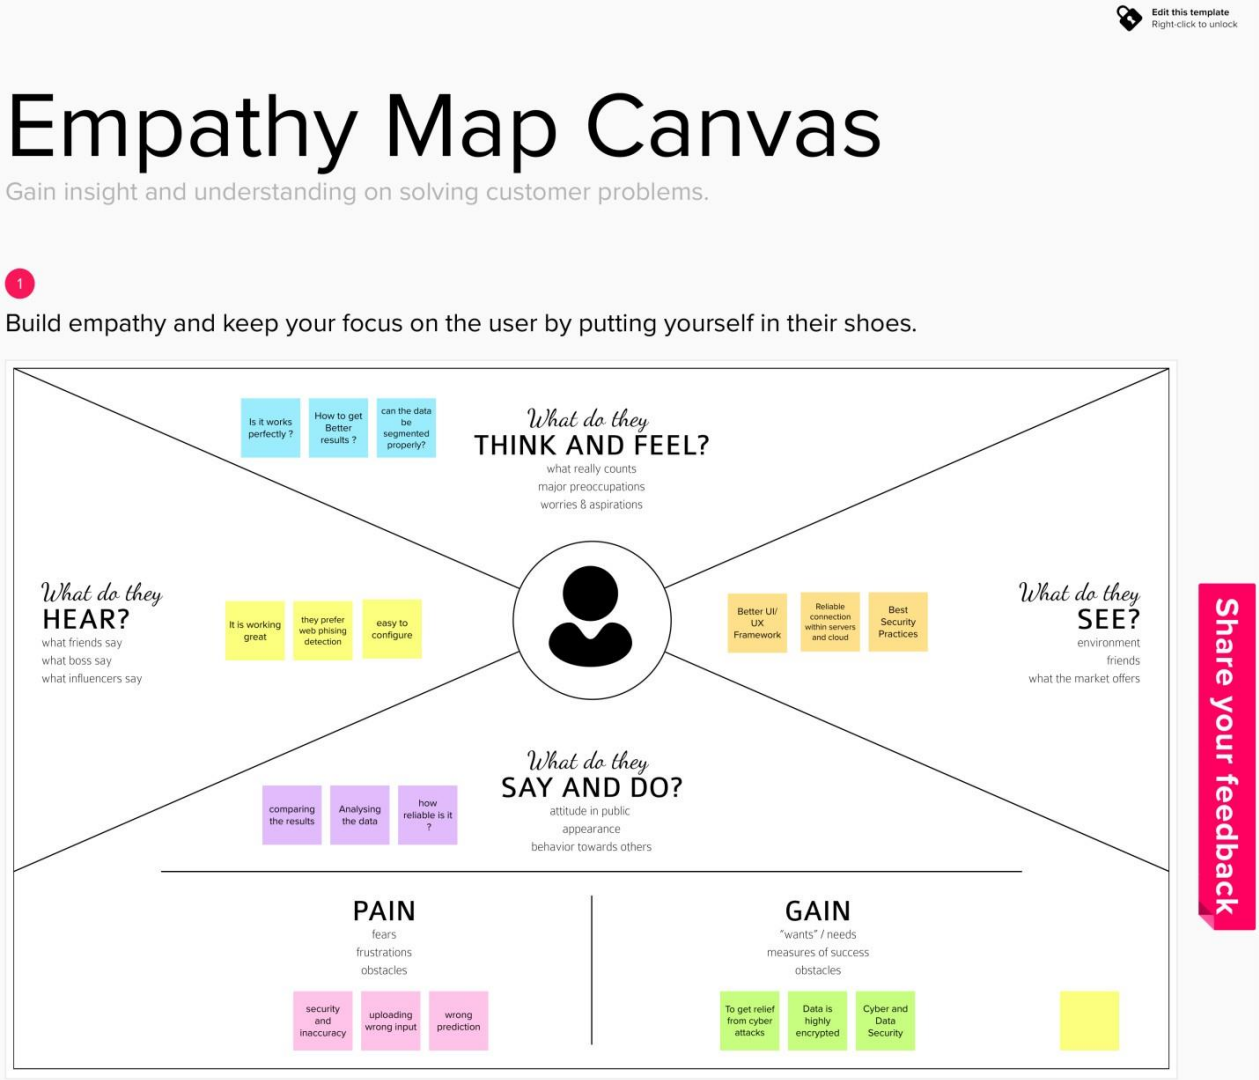 Edit this template
Right-click to unlock
Empathy Map Canvas
Gain insight and understanding on solving customer problems.
1
Build empathy and keep your focus on the user by putting yourself in their shoes.
Is it works
perfectly ?
How to get
Better
results ?
can the data
be
segmented
properly?
What do they
THINK AND FEEL?
what really counts
major preoccupations
worries & aspirations
What do they
HEAR?
what friends say
what boss say
what influencers say
It is working
great
they prefer
web phising
detection
easy to
configure
Better UI/
UX
Framework
Reliable
connection
within servers
and cloud
Best
Security
Practices
What do they
SEE?
environment
friends
what the market offers
Share your feedback
What do they
SAY AND DO?
attitude in public
appearance
behavior towards others
comparing
the results
Analysing
the data
how
reliable is it
?
PAIN
fears
frustrations
obstacles
security
and
inaccuracy
uploading
wrong input
wrong
prediction
GAIN
"wants" / needs
measures of success
obstacles
To get relief
from cyber
attacks
Data is
highly
encrypted
Cyber and
Data
Security